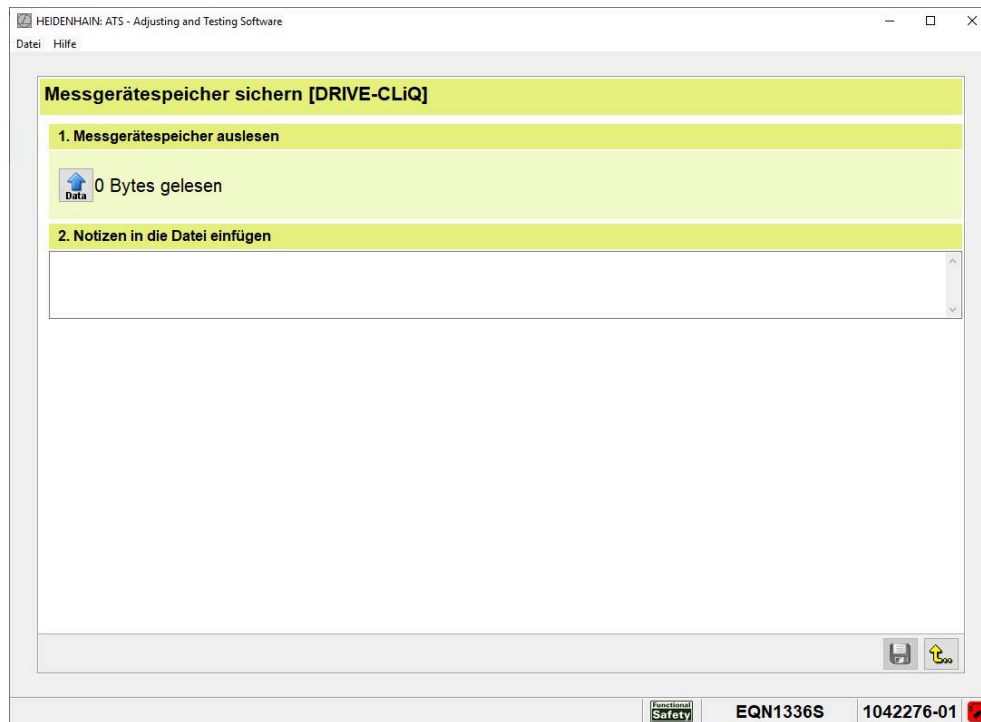 HEIDENHAIN: ATS - Adjusting and Testing Software
Datei Hilfe
Messgerätespeicher sichern [DRIVE-CLiQ]
1. Messgerätespeicher auslesen
Data
0 Bytes gelesen
2. Notizen in die Datei einfügen
Functional
Safety
EQN1336S
1042276-01